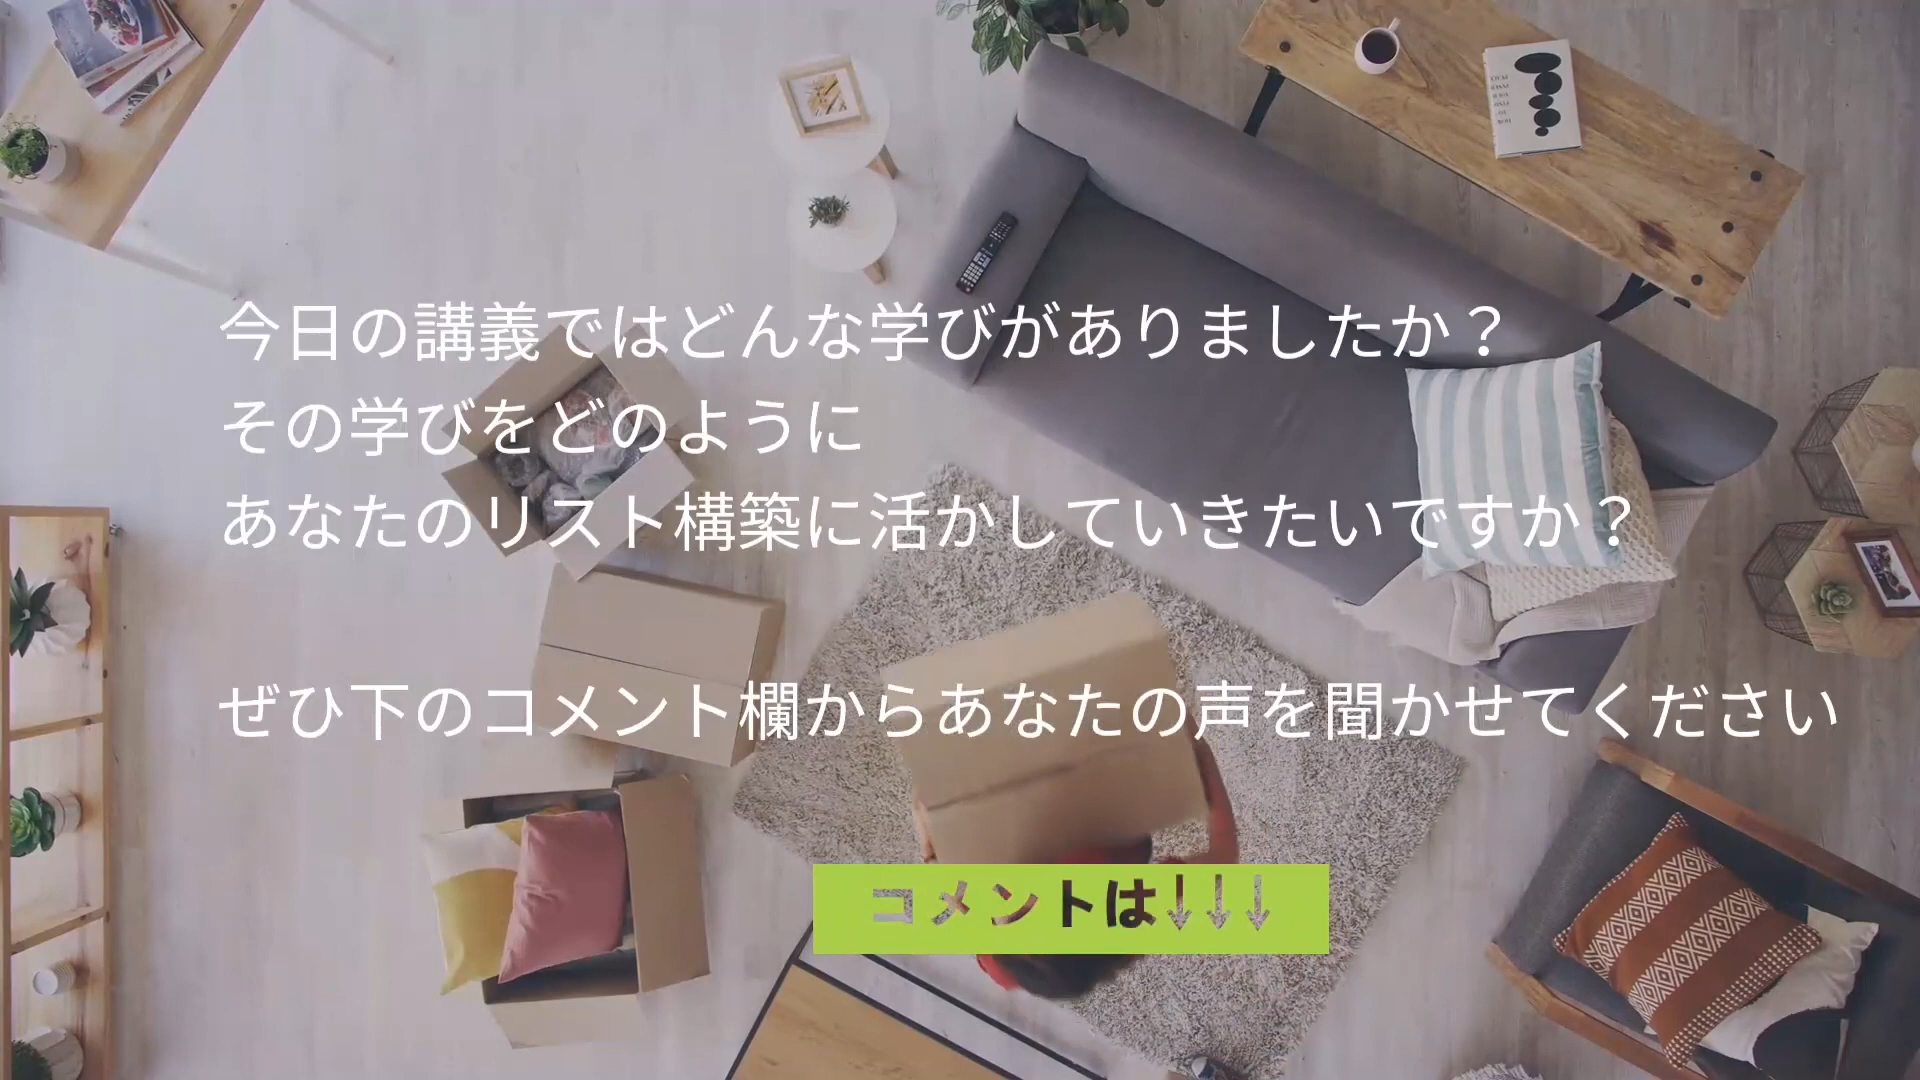 今日の講義ではどんな学びがありましたか？
その学びをどのように
あなたのリスト構築に活かしていきたいですか？
ぜひ下のコメント欄からあなたの声を聞かせてください
コメントは↓↓↓